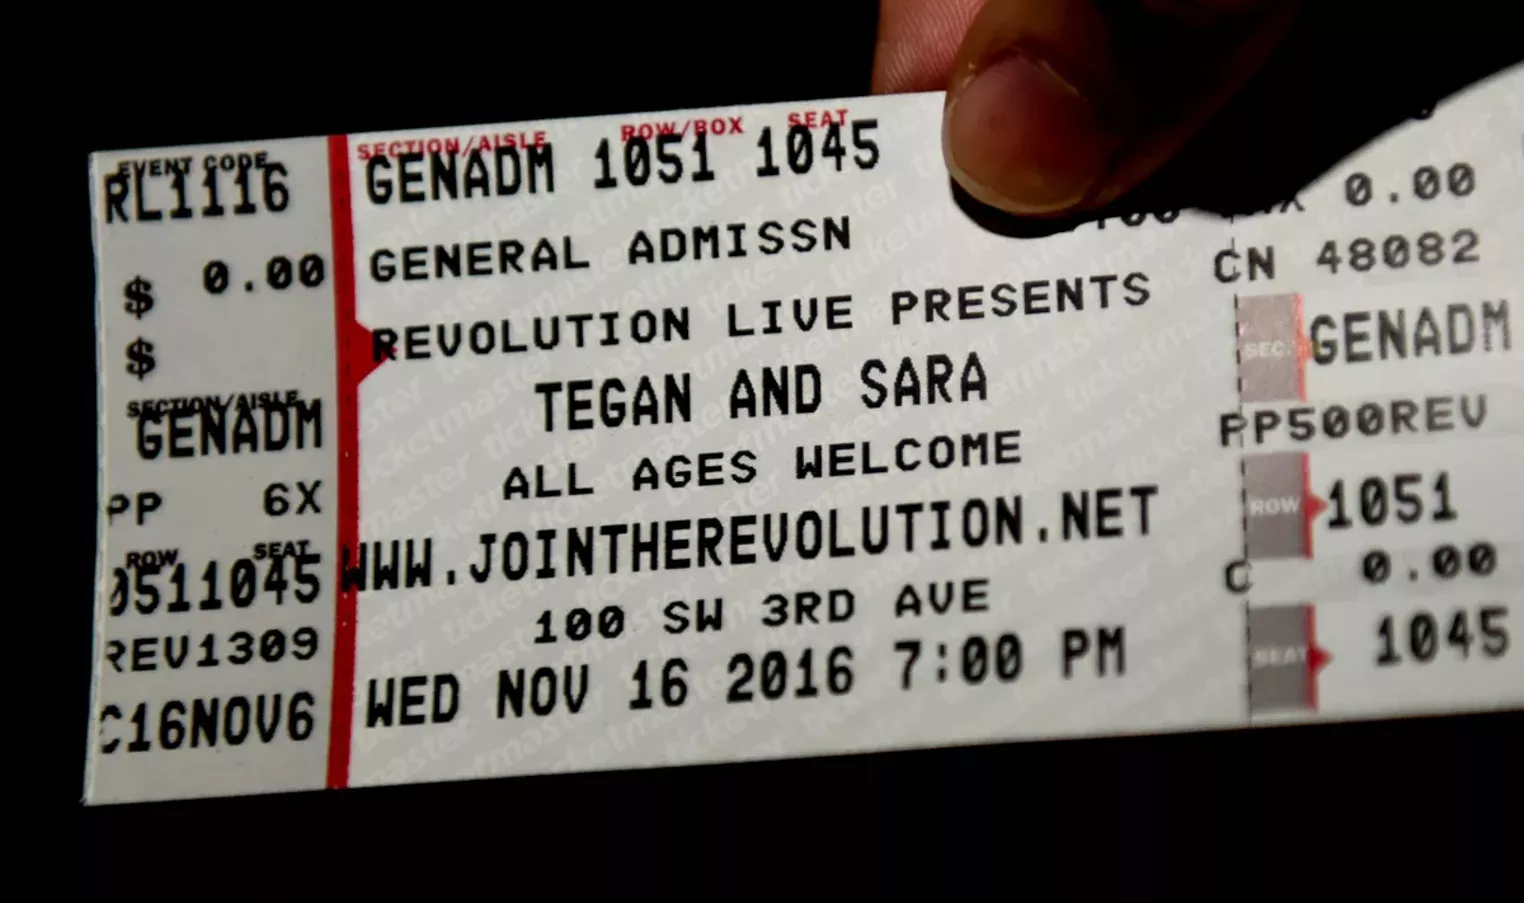 EVENT CODE
RL1116
$ 0.00
$
SECTION/AISLE
GENADM
PP 6X
ROW SEAT
0511045
REV1309
C16NOV6
SECTION/AISLE ROW/BOX SEAT
GENADM 1051 1045
GENERAL ADMISSN
REVOLUTION LIVE PRESENTS
TEGAN AND SARA
ALL AGES WELCOME
WWW.JOINTHEREVOLUTION.NET
100 SW 3RD AVE
WED NOV 16 2016 7:00 PM
0.00
CN 48082
SEC. GENADM
PP500REV
ROW 1051
C 0.00
SEAT 1045
ticketmaster